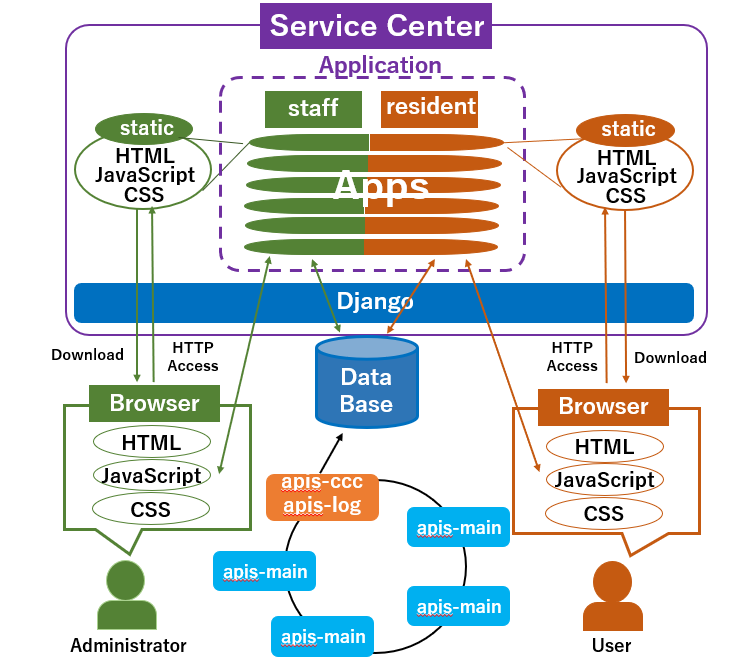 Service Center
Application
staff
resident
static
HTML
JavaScript
CSS
static
HTML
JavaScript
CSS
Apps
Django
Download
HTTP
Access
HTTP
Access
Download
Data
Base
Browser
HTML
JavaScript
CSS
Browser
HTML
JavaScript
CSS
apis-ccc
apis-log
apis-main
apis-main
apis-main
apis-main
Administrator
User